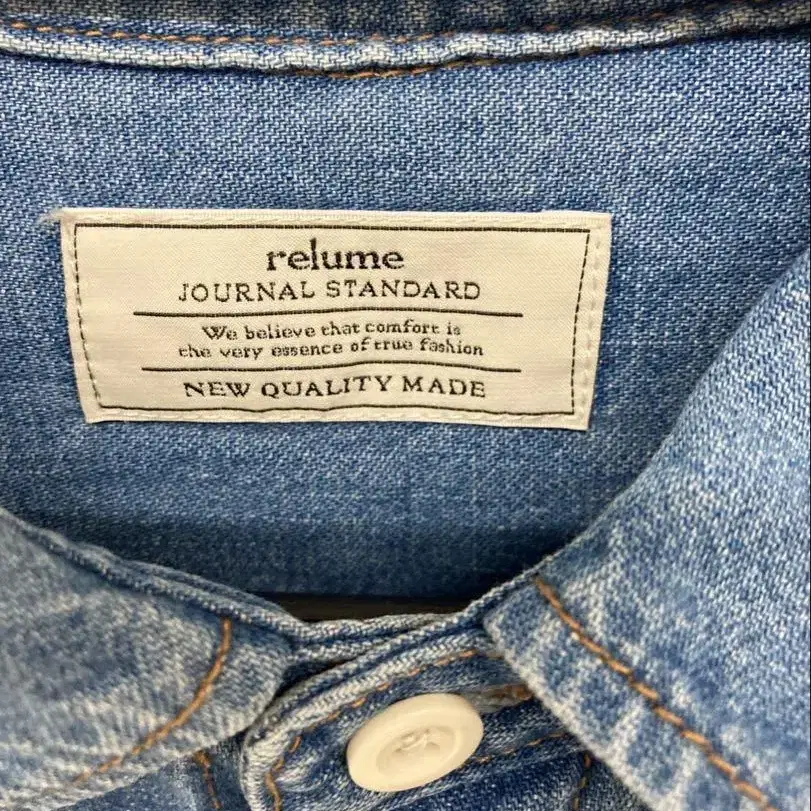 relume
JOURNAL STANDARD
We believe that comfort is
the very essence of true fashion
NEW QUALITY MADE